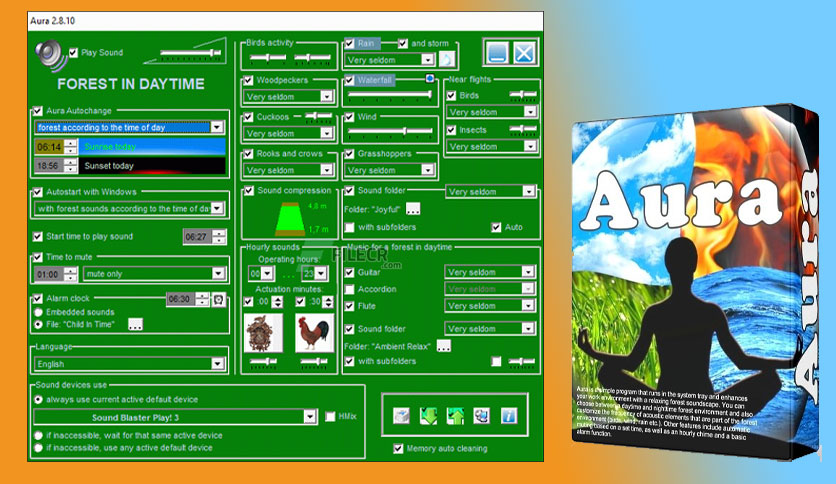 Aura 2.8.10
Play Sound
FOREST IN DAYTIME
Aura Autochange
forest according to the time of day
06:14 Sunrise today
18:56 Sunset today
Autostart with Windows
with forest sounds according to the time of day
Start time to play sound 06:27
Time to mute
01:00 mute only
Alarm clock 06:30
Embedded sounds
File: "Child In Time" ...
Language
English
Birds activity
Woodpeckers
Very seldom
Cuckoos
Very seldom
Rooks and crows
Very seldom
Rain and storm
Very seldom
Waterfall
Wind
Grasshoppers
Very seldom
Near flights
Birds
Very seldom
Insects
Very seldom
Sound compression
4,8 m
1,7 m
Sound folder Very seldom
Folder: "Joyful" ...
with subfolders Auto
Hourly sounds
Operating hours:
00 ... 23
Actuation minutes:
:00 :30
FILECR
.com
Music for a forest in daytime
Guitar Very seldom
Accordion Very seldom
Flute Very seldom
Sound folder Very seldom
Folder: "Ambient Relax" ...
with subfolders
Sound devices use
always use current active default device
Sound Blaster Play! 3 HMix
if inaccessible, wait for that same active device
if inaccessible, use any active default device
Memory auto cleaning
Aura
Aura
Aura is a simple program that runs in the system tray and enhances
your work environment with a relaxing forest soundscape. You can
choose between a daytime and nighttime forest environment and also
customize the frequency of acoustic elements that are part of the forest
environment (birds, wind, rain etc.). Other features include automatic
muting based on a set time, as well as an hourly chime and a basic
alarm function.